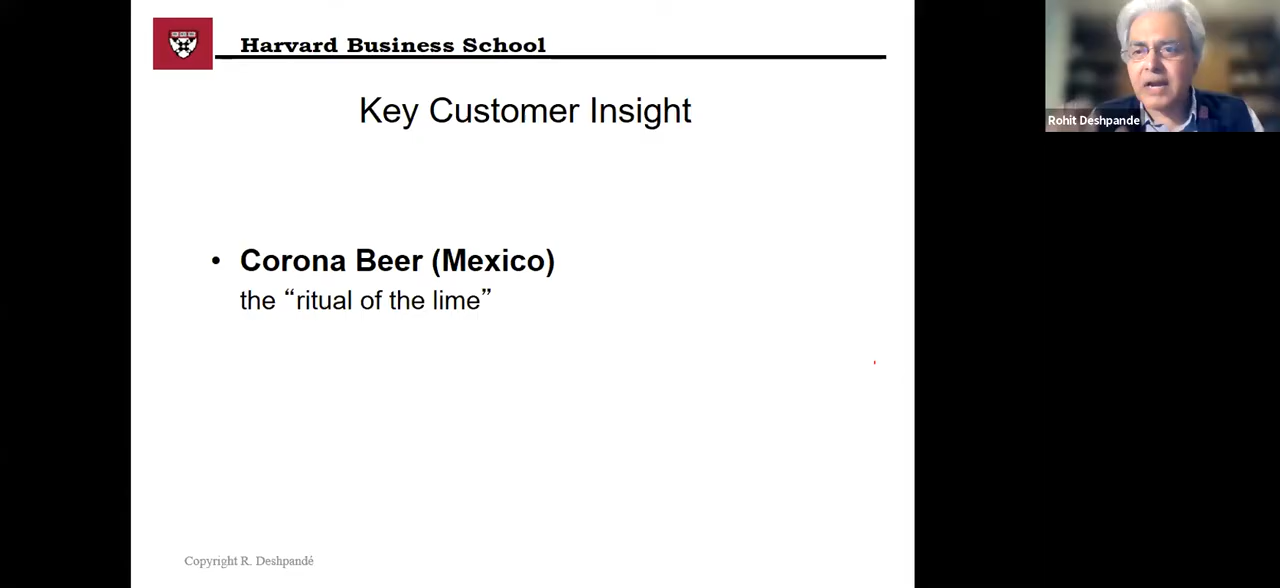 Harvard Business School
Rohit Deshpande
Key Customer Insight
• Corona Beer (Mexico)
the “ritual of the lime”
Copyright R. Deshpandé